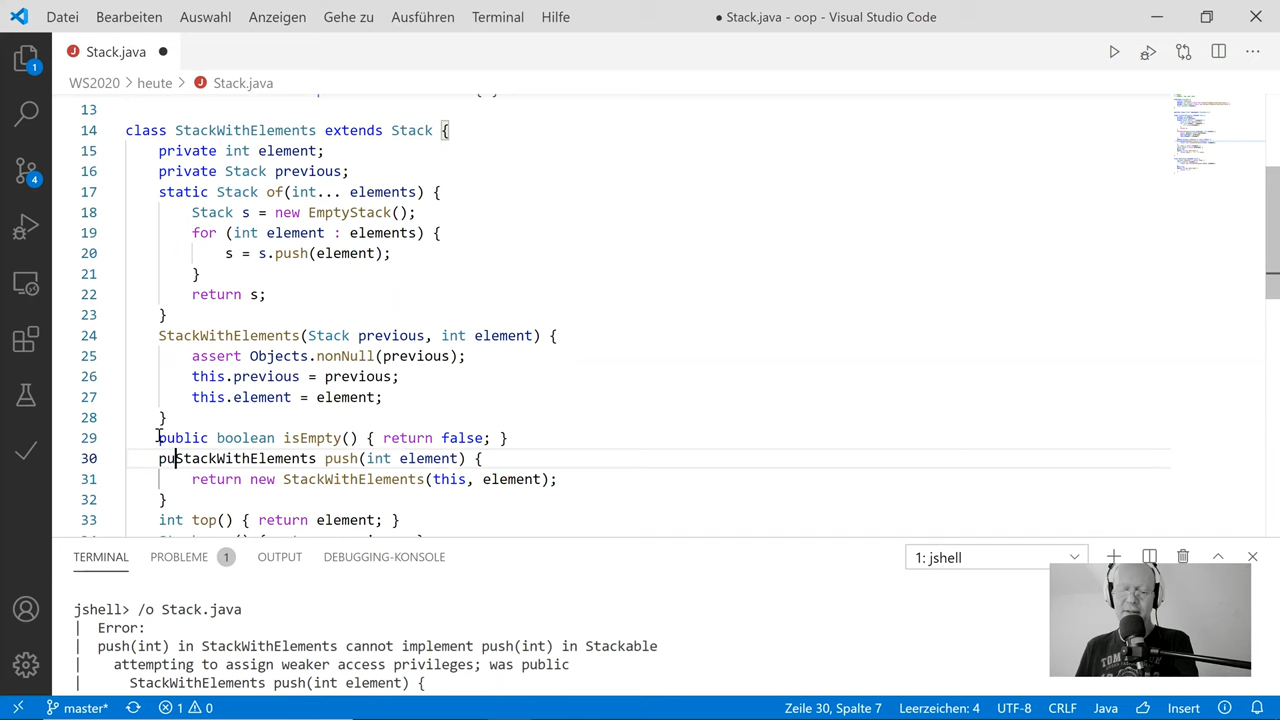 Datei Bearbeiten Auswahl Anzeigen Gehe zu Ausführen Terminal Hilfe ● Stack.java - oop - Visual Studio Code
Stack.java
WS2020 > heute > Stack.java
13
14 class StackWithElements extends Stack {
15 private int element;
16 private Stack previous;
17 static Stack of(int... elements) {
18 Stack s = new EmptyStack();
19 for (int element : elements) {
20 s = s.push(element);
21 }
22 return s;
23 }
24 StackWithElements(Stack previous, int element) {
25 assert Objects.nonNull(previous);
26 this.previous = previous;
27 this.element = element;
28 }
29 public boolean isEmpty() { return false; }
30 puStackWithElements push(int element) {
31 return new StackWithElements(this, element);
32 }
33 int top() { return element; }
TERMINAL PROBLEME 1 OUTPUT DEBUGGING-KONSOLE 1: jshell
jshell> /o Stack.java
| Error:
| push(int) in StackWithElements cannot implement push(int) in Stackable
| attempting to assign weaker access privileges; was public
| StackWithElements push(int element) {
master* 1 0 Zeile 30, Spalte 7 Leerzeichen: 4 UTF-8 CRLF Java Insert
1
4
TOM